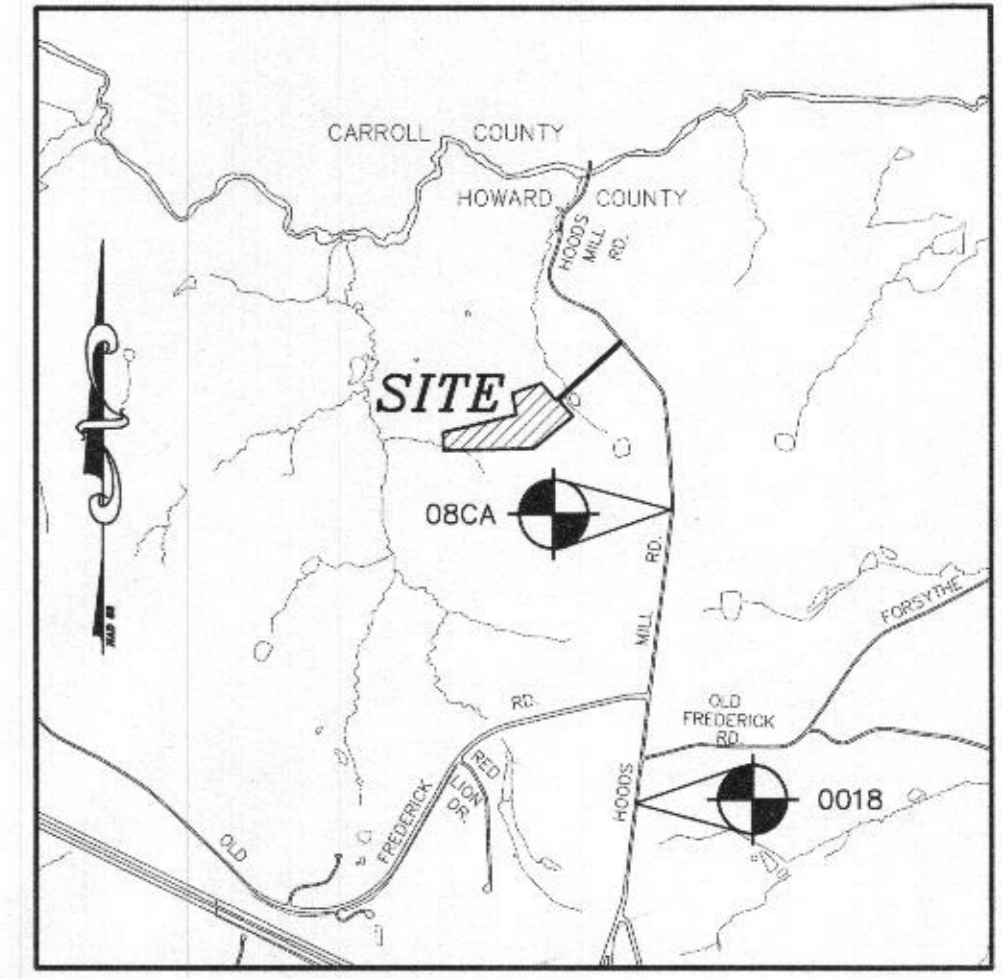 CARROLL COUNTY
HOWARD COUNTY
HOODS
MILL
RD.
SITE
08CA
RD.
MILL
HOODS
FORSYTHE
OLD
FREDERICK
RD.
RD.
FREDERICK
OLD
RED
LION
DR.
0018